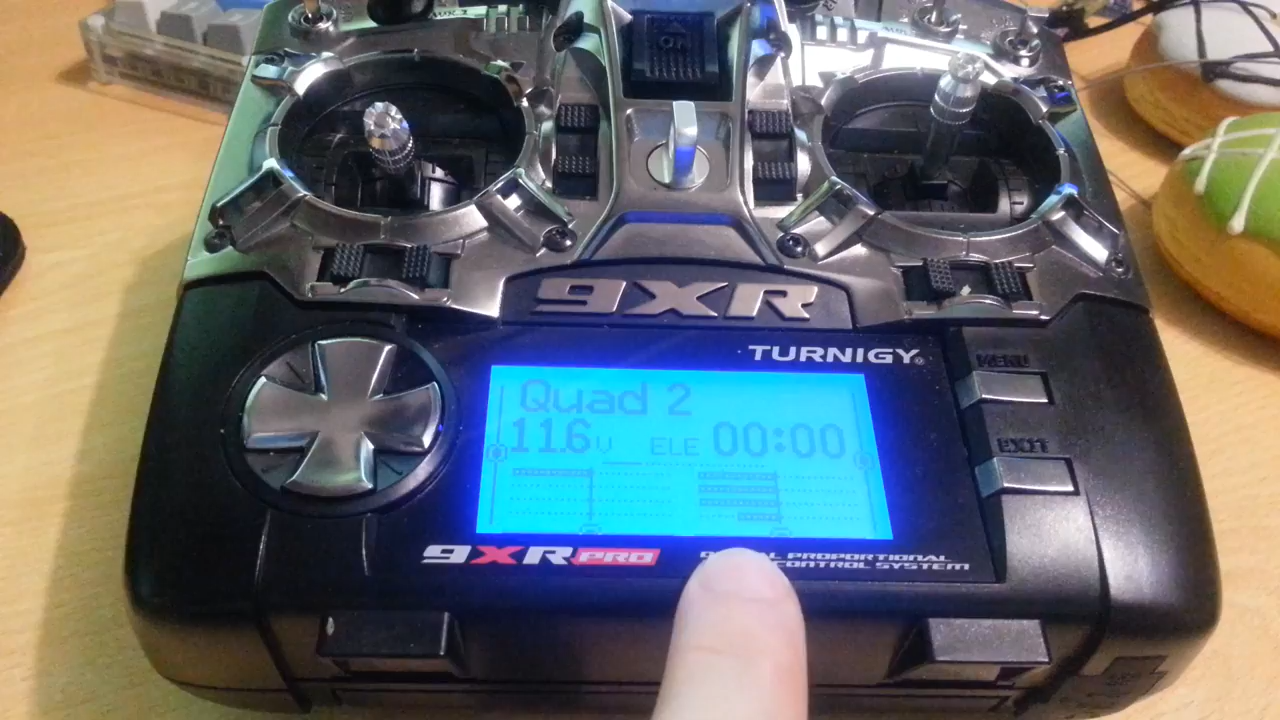 9XR
TURNIGY
MENU
EXIT
Quad 2
11.6V ELE 00:00
9XR PRO
PROPORTIONAL
CONTROL SYSTEM